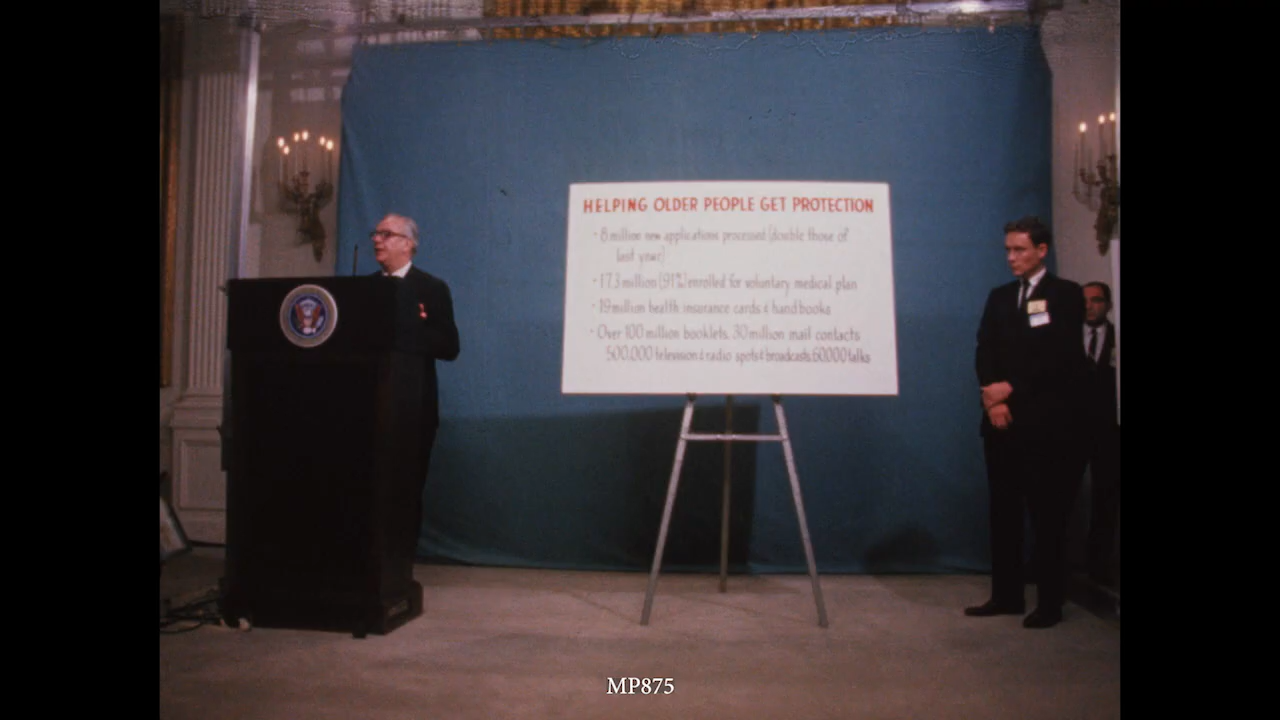 HELPING OLDER PEOPLE GET PROTECTION
· 8 million new applications processed (double those of
last year)
· 17.3 million (91%) enrolled for voluntary medical plan
· 19 million health insurance cards & handbooks
· Over 100 million booklets, 30 million mail contacts
500,000 television & radio spots & broadcasts, 60,000 talks
MP875